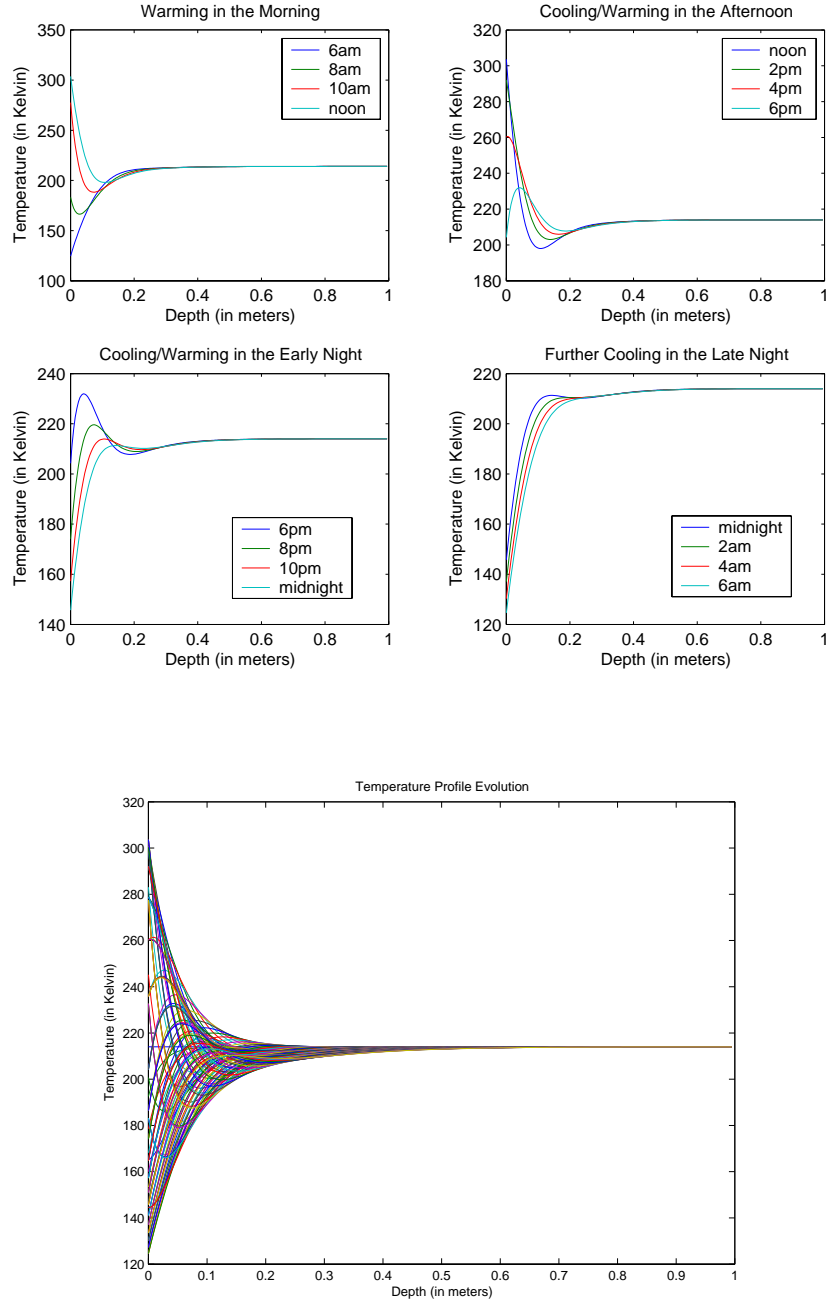 Warming in the Morning
350
300
250
200
150
100
Temperature (in Kelvin)
6am
8am
10am
noon
0 0.2 0.4 0.6 0.8 1
Depth (in meters)
Cooling/Warming in the Afternoon
320
300
280
260
240
220
200
180
Temperature (in Kelvin)
noon
2pm
4pm
6pm
0 0.2 0.4 0.6 0.8 1
Depth (in meters)
Cooling/Warming in the Early Night
240
220
200
180
160
140
Temperature (in Kelvin)
6pm
8pm
10pm
midnight
0 0.2 0.4 0.6 0.8 1
Depth (in meters)
Further Cooling in the Late Night
220
200
180
160
140
120
Temperature (in Kelvin)
midnight
2am
4am
6am
0 0.2 0.4 0.6 0.8 1
Depth (in meters)
Temperature Profile Evolution
320
300
280
260
240
220
200
180
160
140
120
Temperature (in Kelvin)
0 0.1 0.2 0.3 0.4 0.5 0.6 0.7 0.8 0.9 1
Depth (in meters)